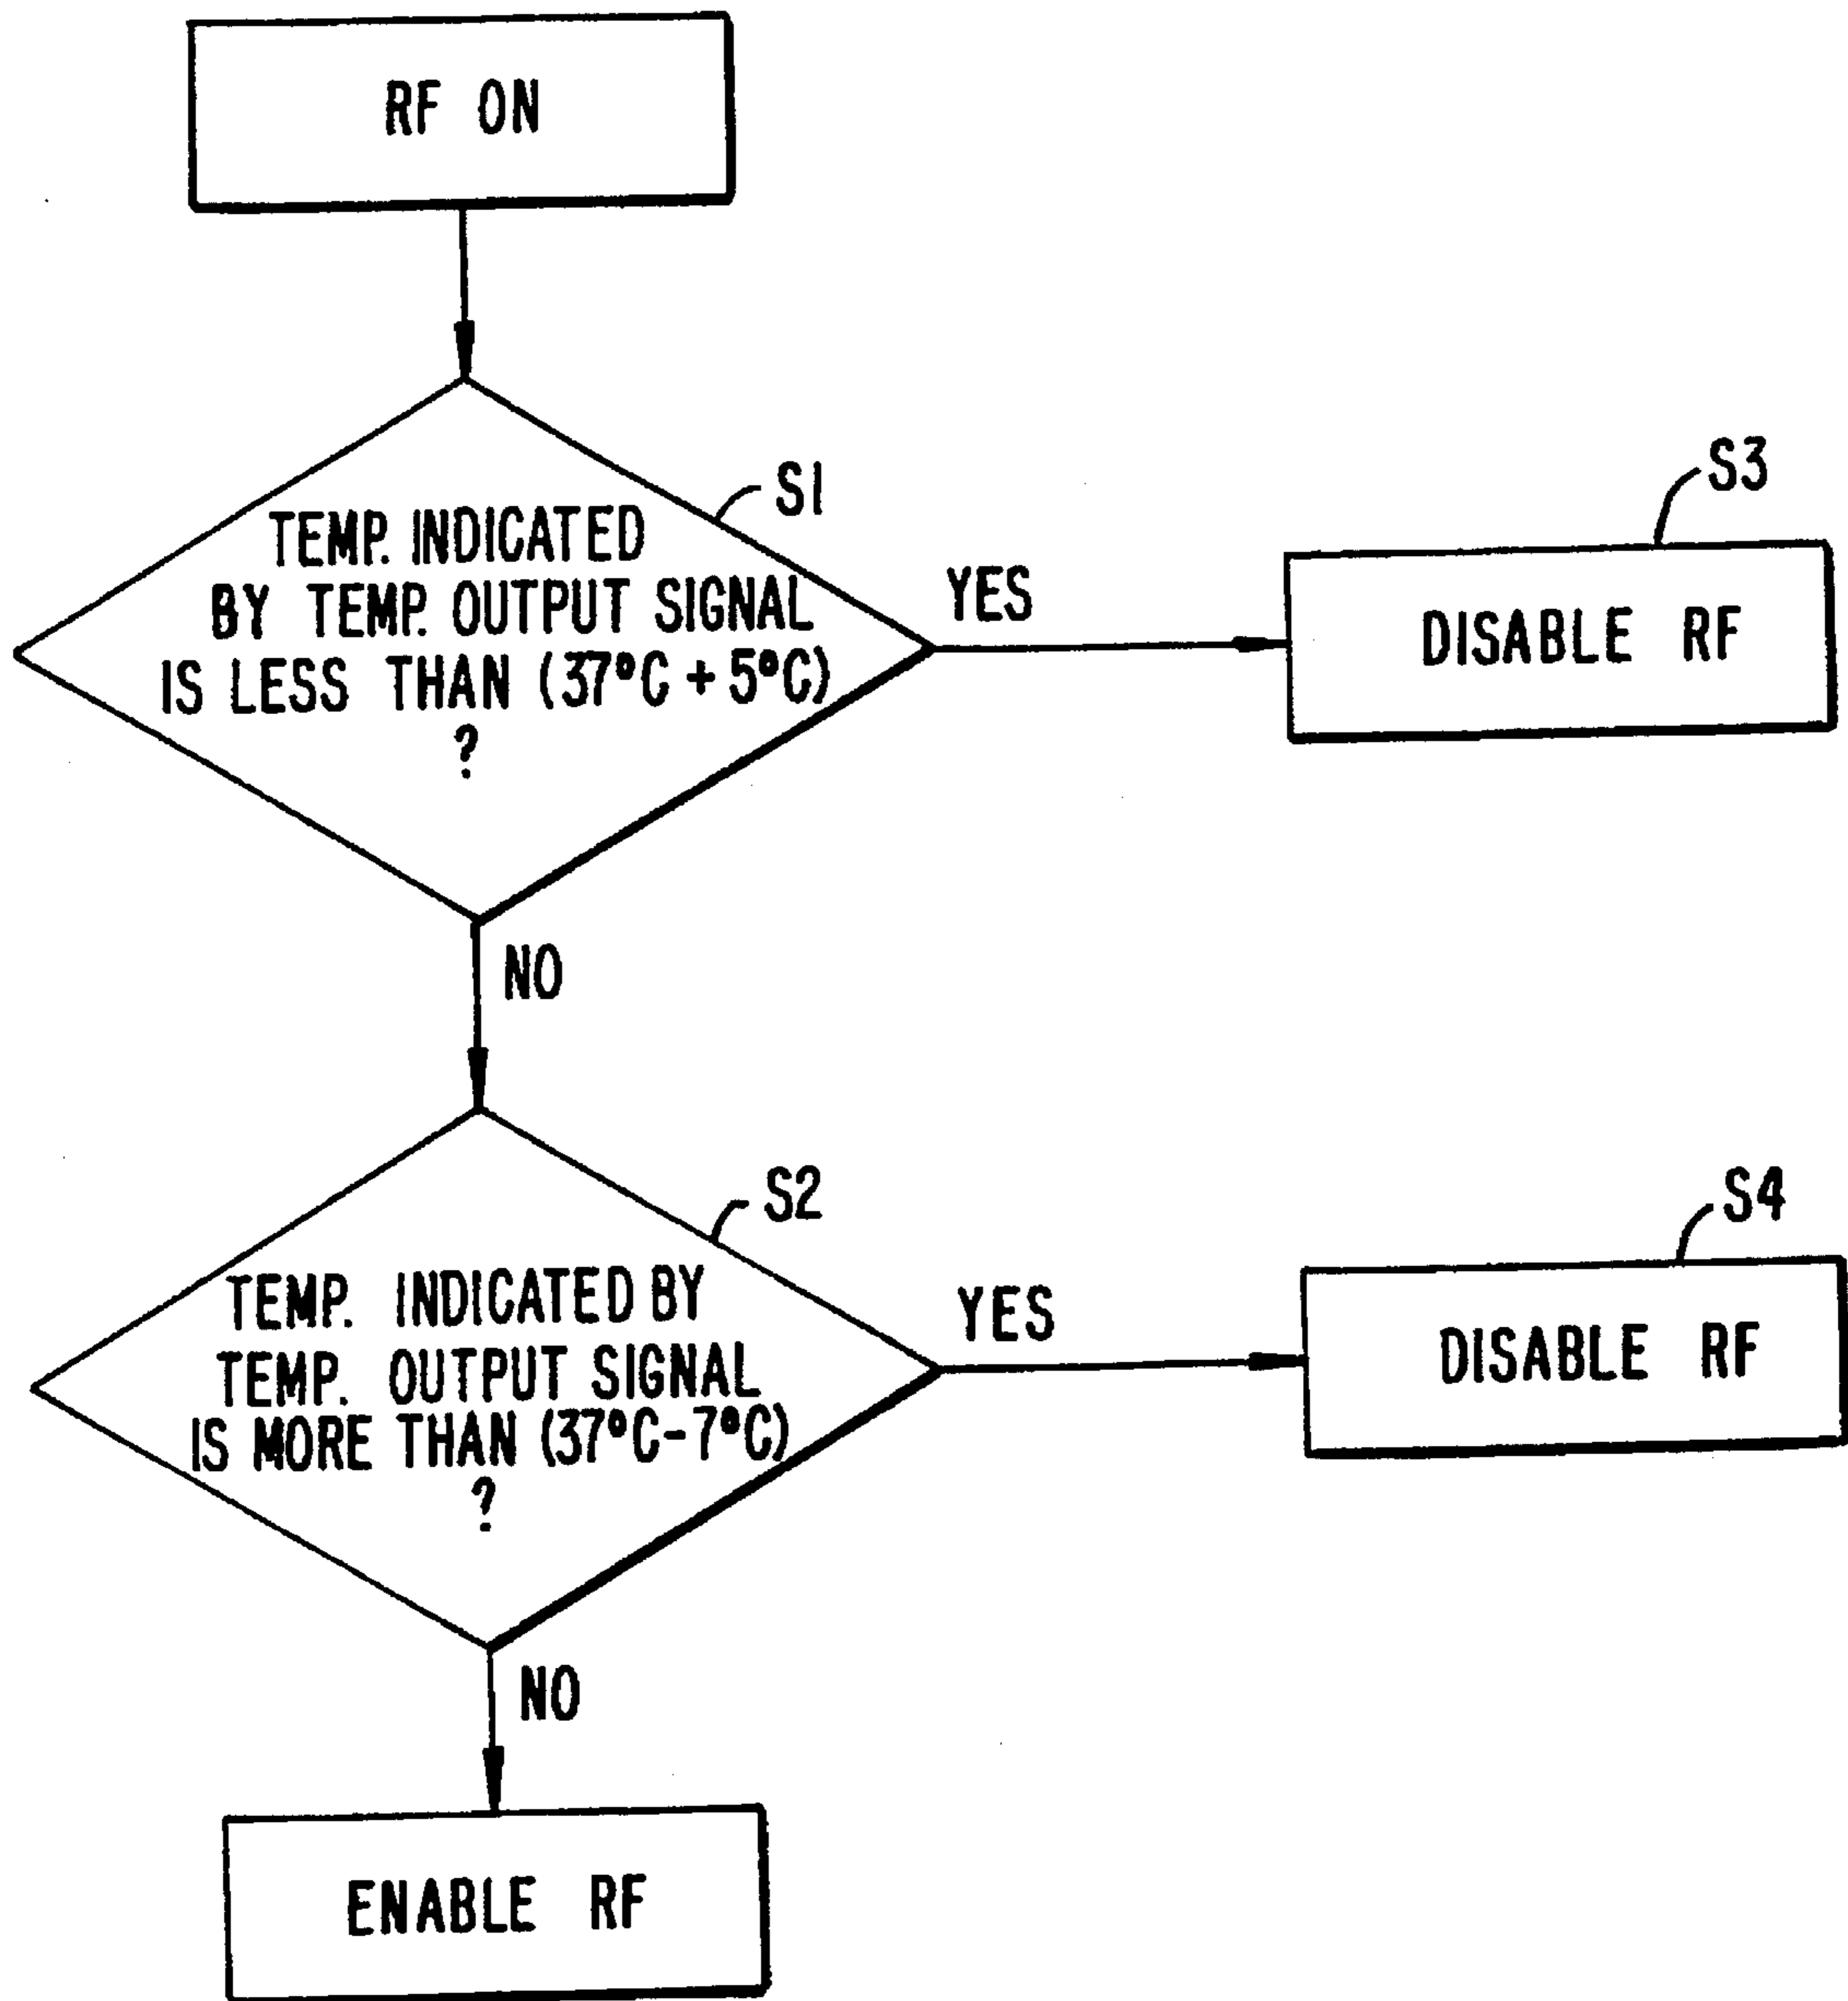 RF ON
S1
TEMP. INDICATED
BY TEMP. OUTPUT SIGNAL
IS LESS THAN (37°C + 5°C)
?
YES
S3
DISABLE RF
NO
S2
TEMP. INDICATED BY
TEMP. OUTPUT SIGNAL
IS MORE THAN (37°C-7°C)
?
YES
S4
DISABLE RF
NO
ENABLE RF